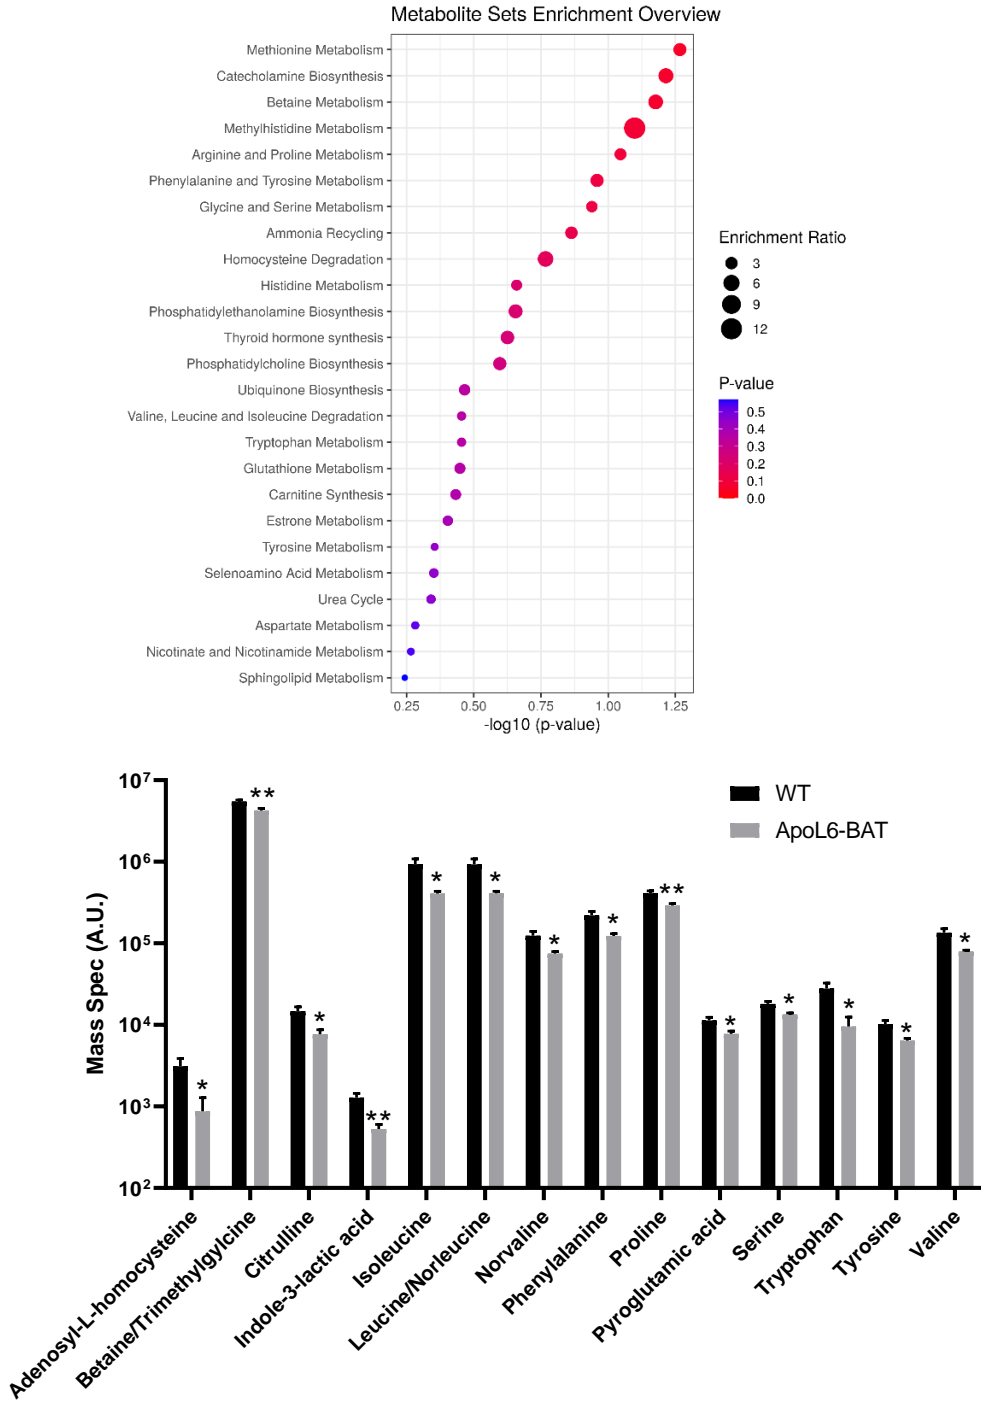 Metabolite Sets Enrichment Overview
Methionine Metabolism
Catecholamine Biosynthesis
Betaine Metabolism
Methylhistidine Metabolism
Arginine and Proline Metabolism
Phenylalanine and Tyrosine Metabolism
Glycine and Serine Metabolism
Ammonia Recycling
Homocysteine Degradation
Histidine Metabolism
Phosphatidylethanolamine Biosynthesis
Thyroid hormone synthesis
Phosphatidylcholine Biosynthesis
Ubiquinone Biosynthesis
Valine, Leucine and Isoleucine Degradation
Tryptophan Metabolism
Glutathione Metabolism
Carnitine Synthesis
Estrone Metabolism
Tyrosine Metabolism
Selenoamino Acid Metabolism
Urea Cycle
Aspartate Metabolism
Nicotinate and Nicotinamide Metabolism
Sphingolipid Metabolism
0.25 0.50 0.75 1.00 1.25
-log10 (p-value)
Enrichment Ratio
3
6
9
12
P-value
0.5
0.4
0.3
0.2
0.1
0.0
WT
ApoL6-BAT
Mass Spec (A.U.)
10⁷
10⁶
10⁵
10⁴
10³
10²
* ** * ** * * * * ** * * * * *
Adenosyl-L-homocysteine
Betaine/Trimethylgylcine
Citrulline
Indole-3-lactic acid
Isoleucine
Leucine/Norleucine
Norvaline
Phenylalanine
Proline
Pyroglutamic acid
Serine
Tryptophan
Tyrosine
Valine